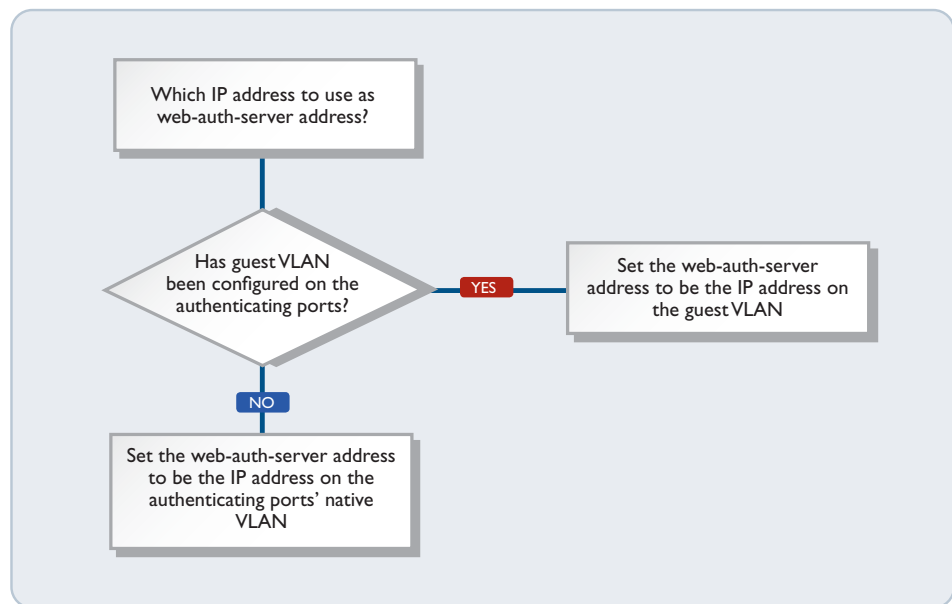 Which IP address to use as
web-auth-server address?
Has guest VLAN
been configured on the
authenticating ports?
YES
Set the web-auth-server
address to be the IP address on
the guest VLAN
NO
Set the web-auth-server address
to be the IP address on the
authenticating ports’ native
VLAN